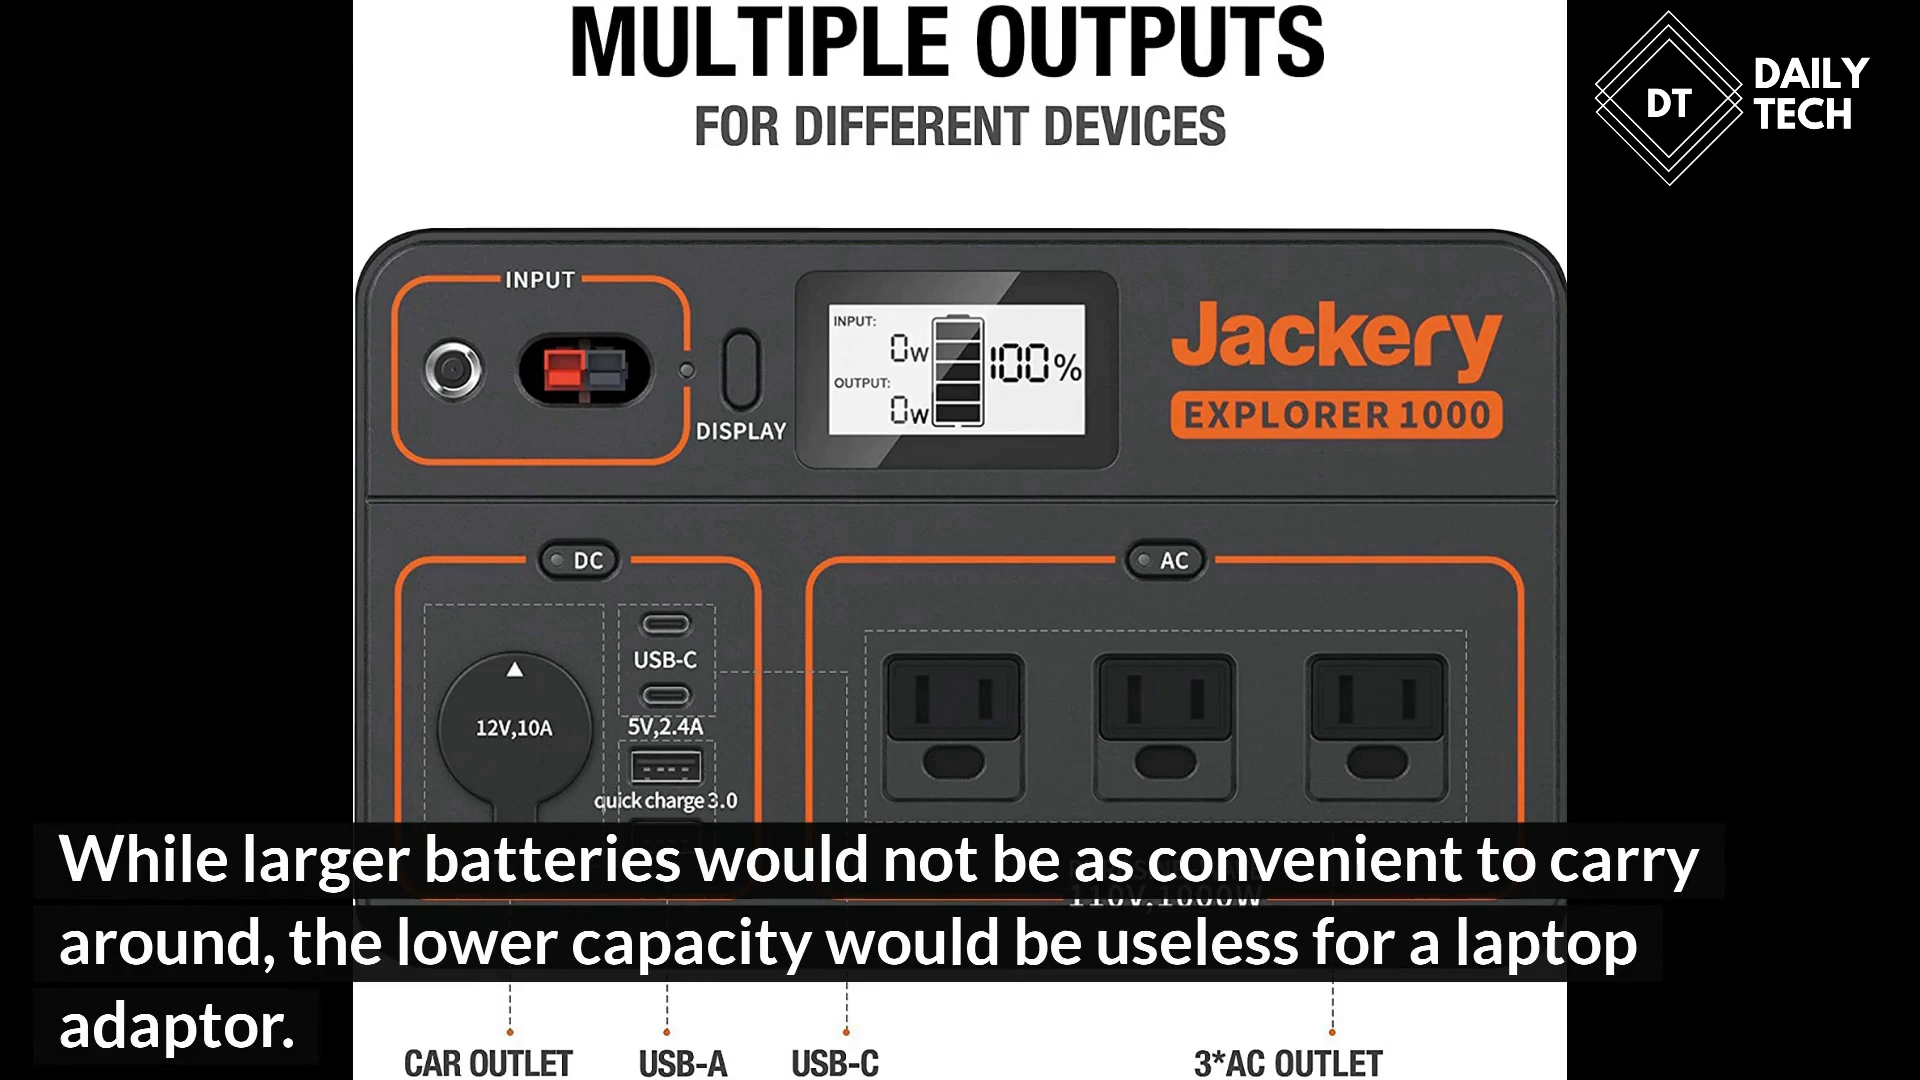 MULTIPLE OUTPUTS
FOR DIFFERENT DEVICES
DT
DAILY
TECH
INPUT
DISPLAY
INPUT:
0w
OUTPUT:
0w
100%
Jackery
EXPLORER 1000
DC
AC
12V,10A
USB-C
5V,2.4A
quick charge 3.0
110V,1000W
While larger batteries would not be as convenient to carry
around, the lower capacity would be useless for a laptop
adaptor.
CAR OUTLET
USB-A
USB-C
3*AC OUTLET